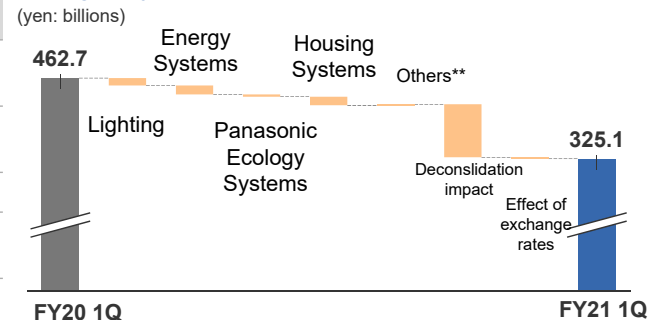 (yen: billions)
462.7
Lighting
Energy
Systems
Panasonic
Ecology
Systems
Housing
Systems
Others**
Deconslidation
impact
Effect of
exchange
rates
325.1
FY20 1Q
FY21 1Q